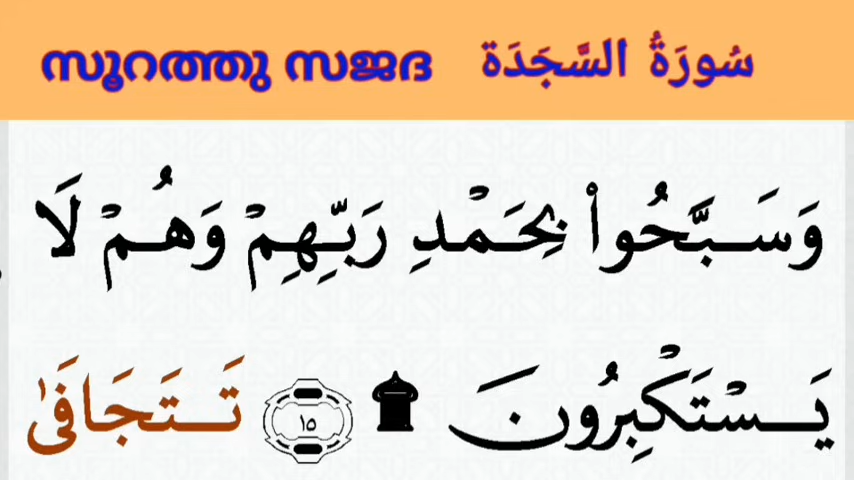 സൂറത്തു സജദ سُورَةُ السَّجَدَة
وَسَبَّحُوا۟ بِحَمْدِ رَبِّهِمْ وَهُمْ لَا
يَسْتَكْبِرُونَ ۩ ١٥ تَتَجَافَىٰ